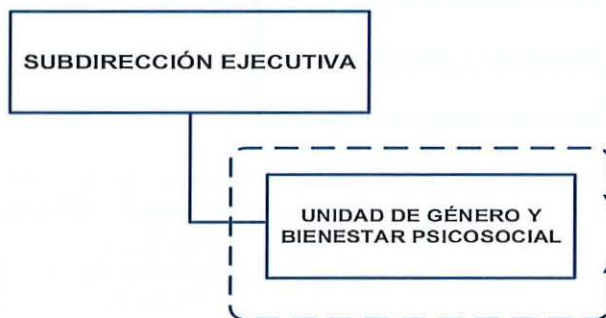 SUBDIRECCIÓN EJECUTIVA
UNIDAD DE GÉNERO Y
BIENESTAR PSICOSOCIAL